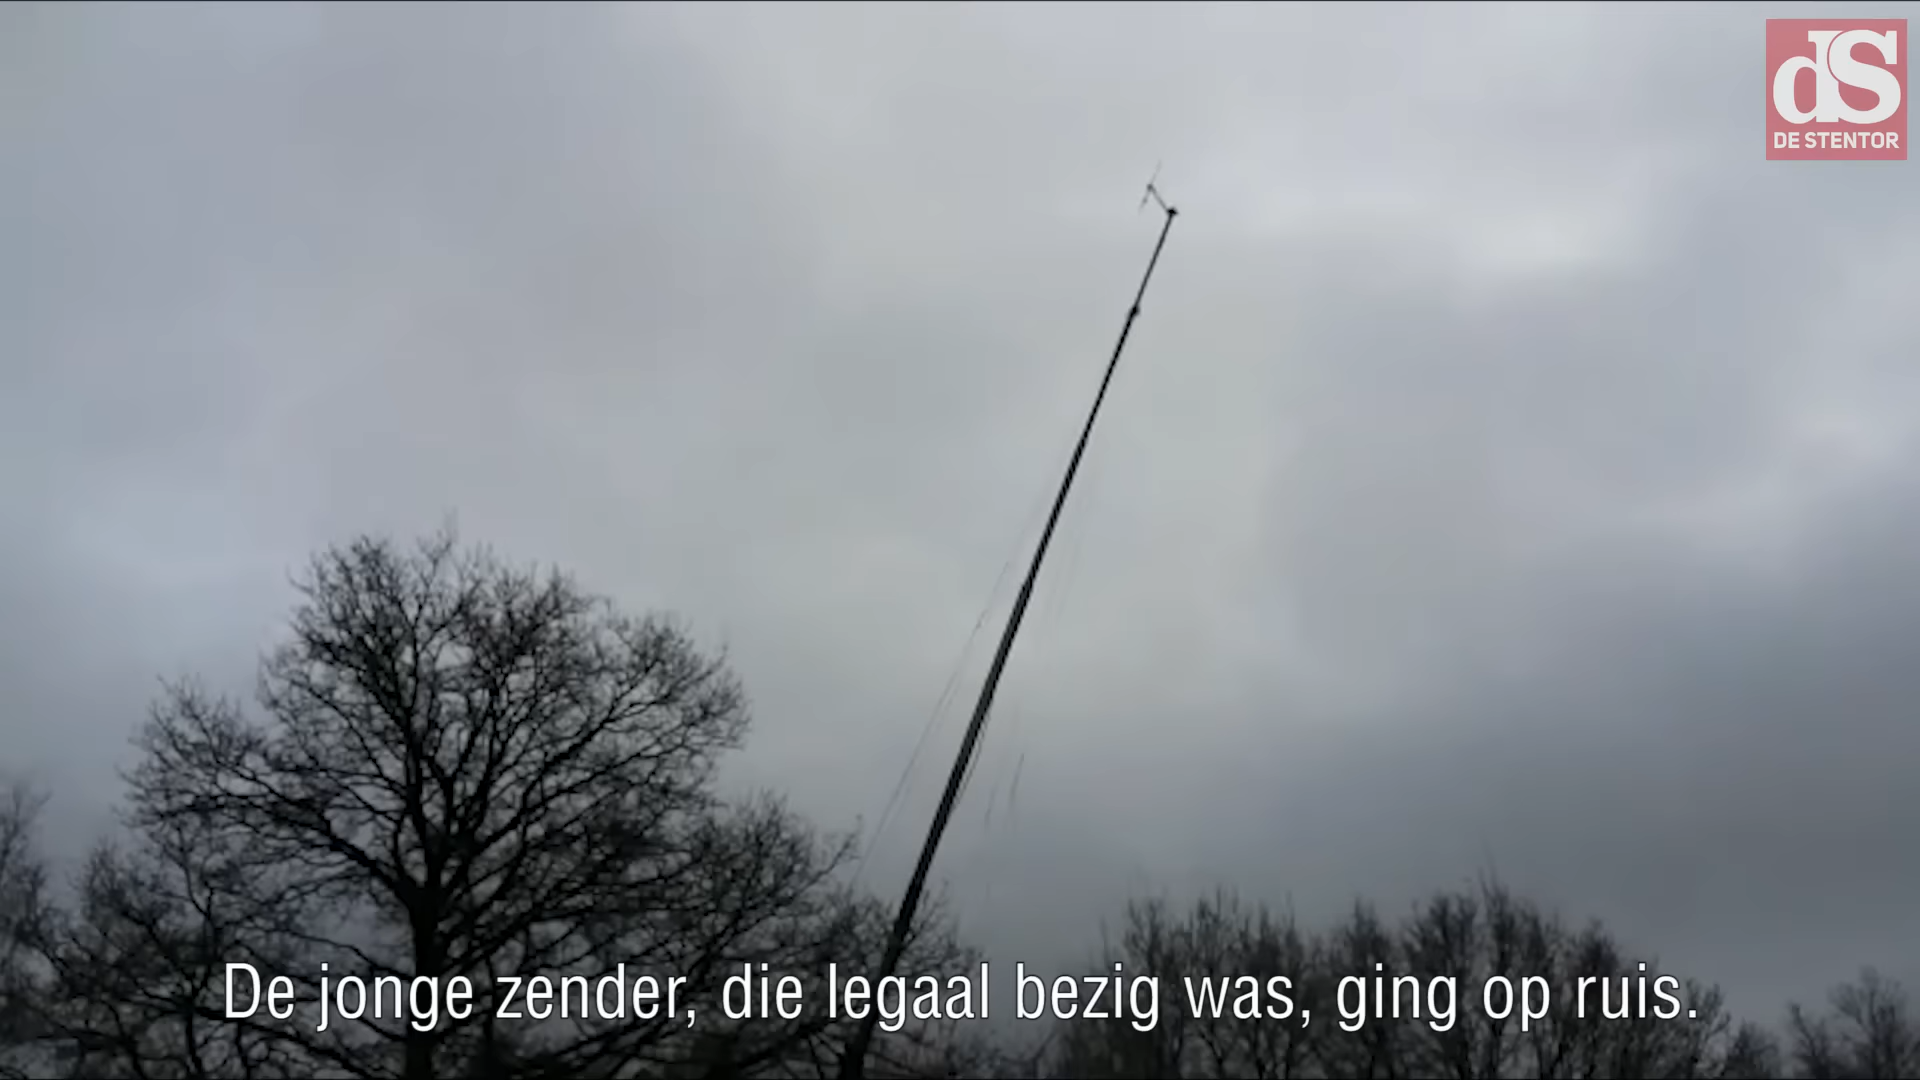 dS
DE STENTOR
De jonge zender, die legaal bezig was, ging op ruis.